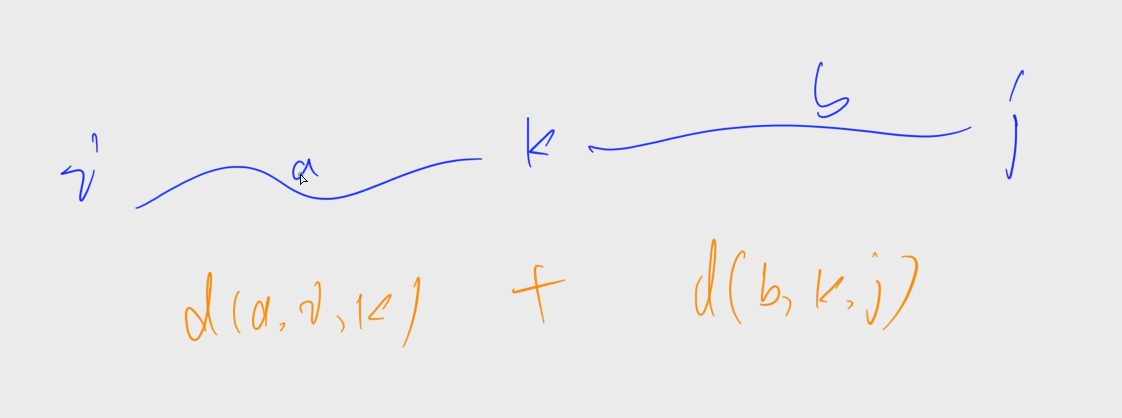 i a k b j
d(a, i, k) + d(b, k, j)